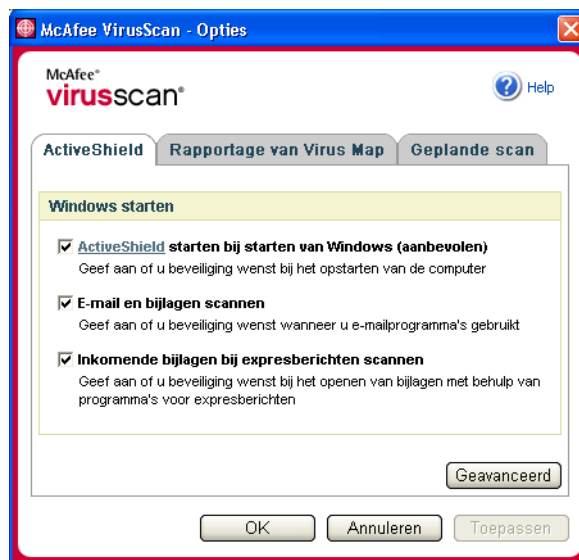 McAfee VirusScan - Opties
McAfee®
virusscan®
Help
ActiveShield
Rapportage van Virus Map
Geplande scan
Windows starten
ActiveShield starten bij starten van Windows (aanbevolen)
Geef aan of u beveiliging wenst bij het opstarten van de computer
E-mail en bijlagen scannen
Geef aan of u beveiliging wenst wanneer u e-mailprogramma's gebruikt
Inkomende bijlagen bij expresberichten scannen
Geef aan of u beveiliging wenst bij het openen van bijlagen met behulp van
programma's voor expresberichten
Geavanceerd
OK
Annuleren
Toepassen